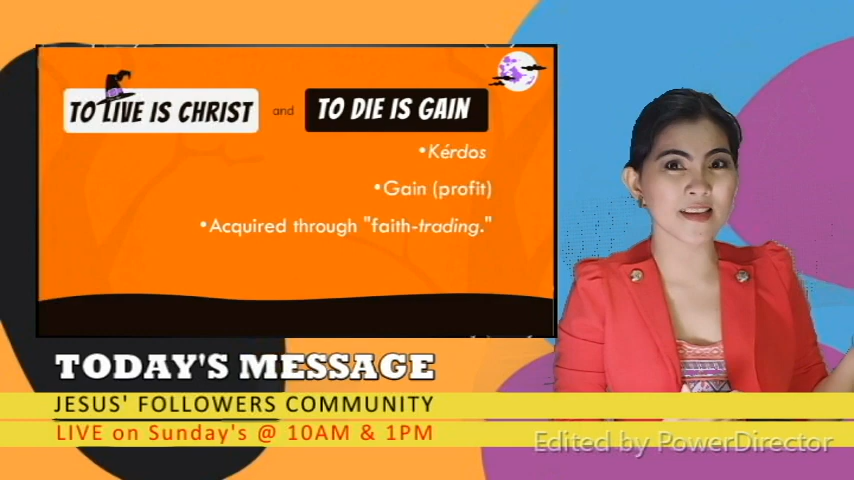 TO LIVE IS CHRIST and TO DIE IS GAIN
•Kérdos
•Gain (profit)
•Acquired through "faith-trading."
TODAY'S MESSAGE
JESUS' FOLLOWERS COMMUNITY
LIVE on Sunday's @ 10AM & 1PM
Edited by PowerDirector